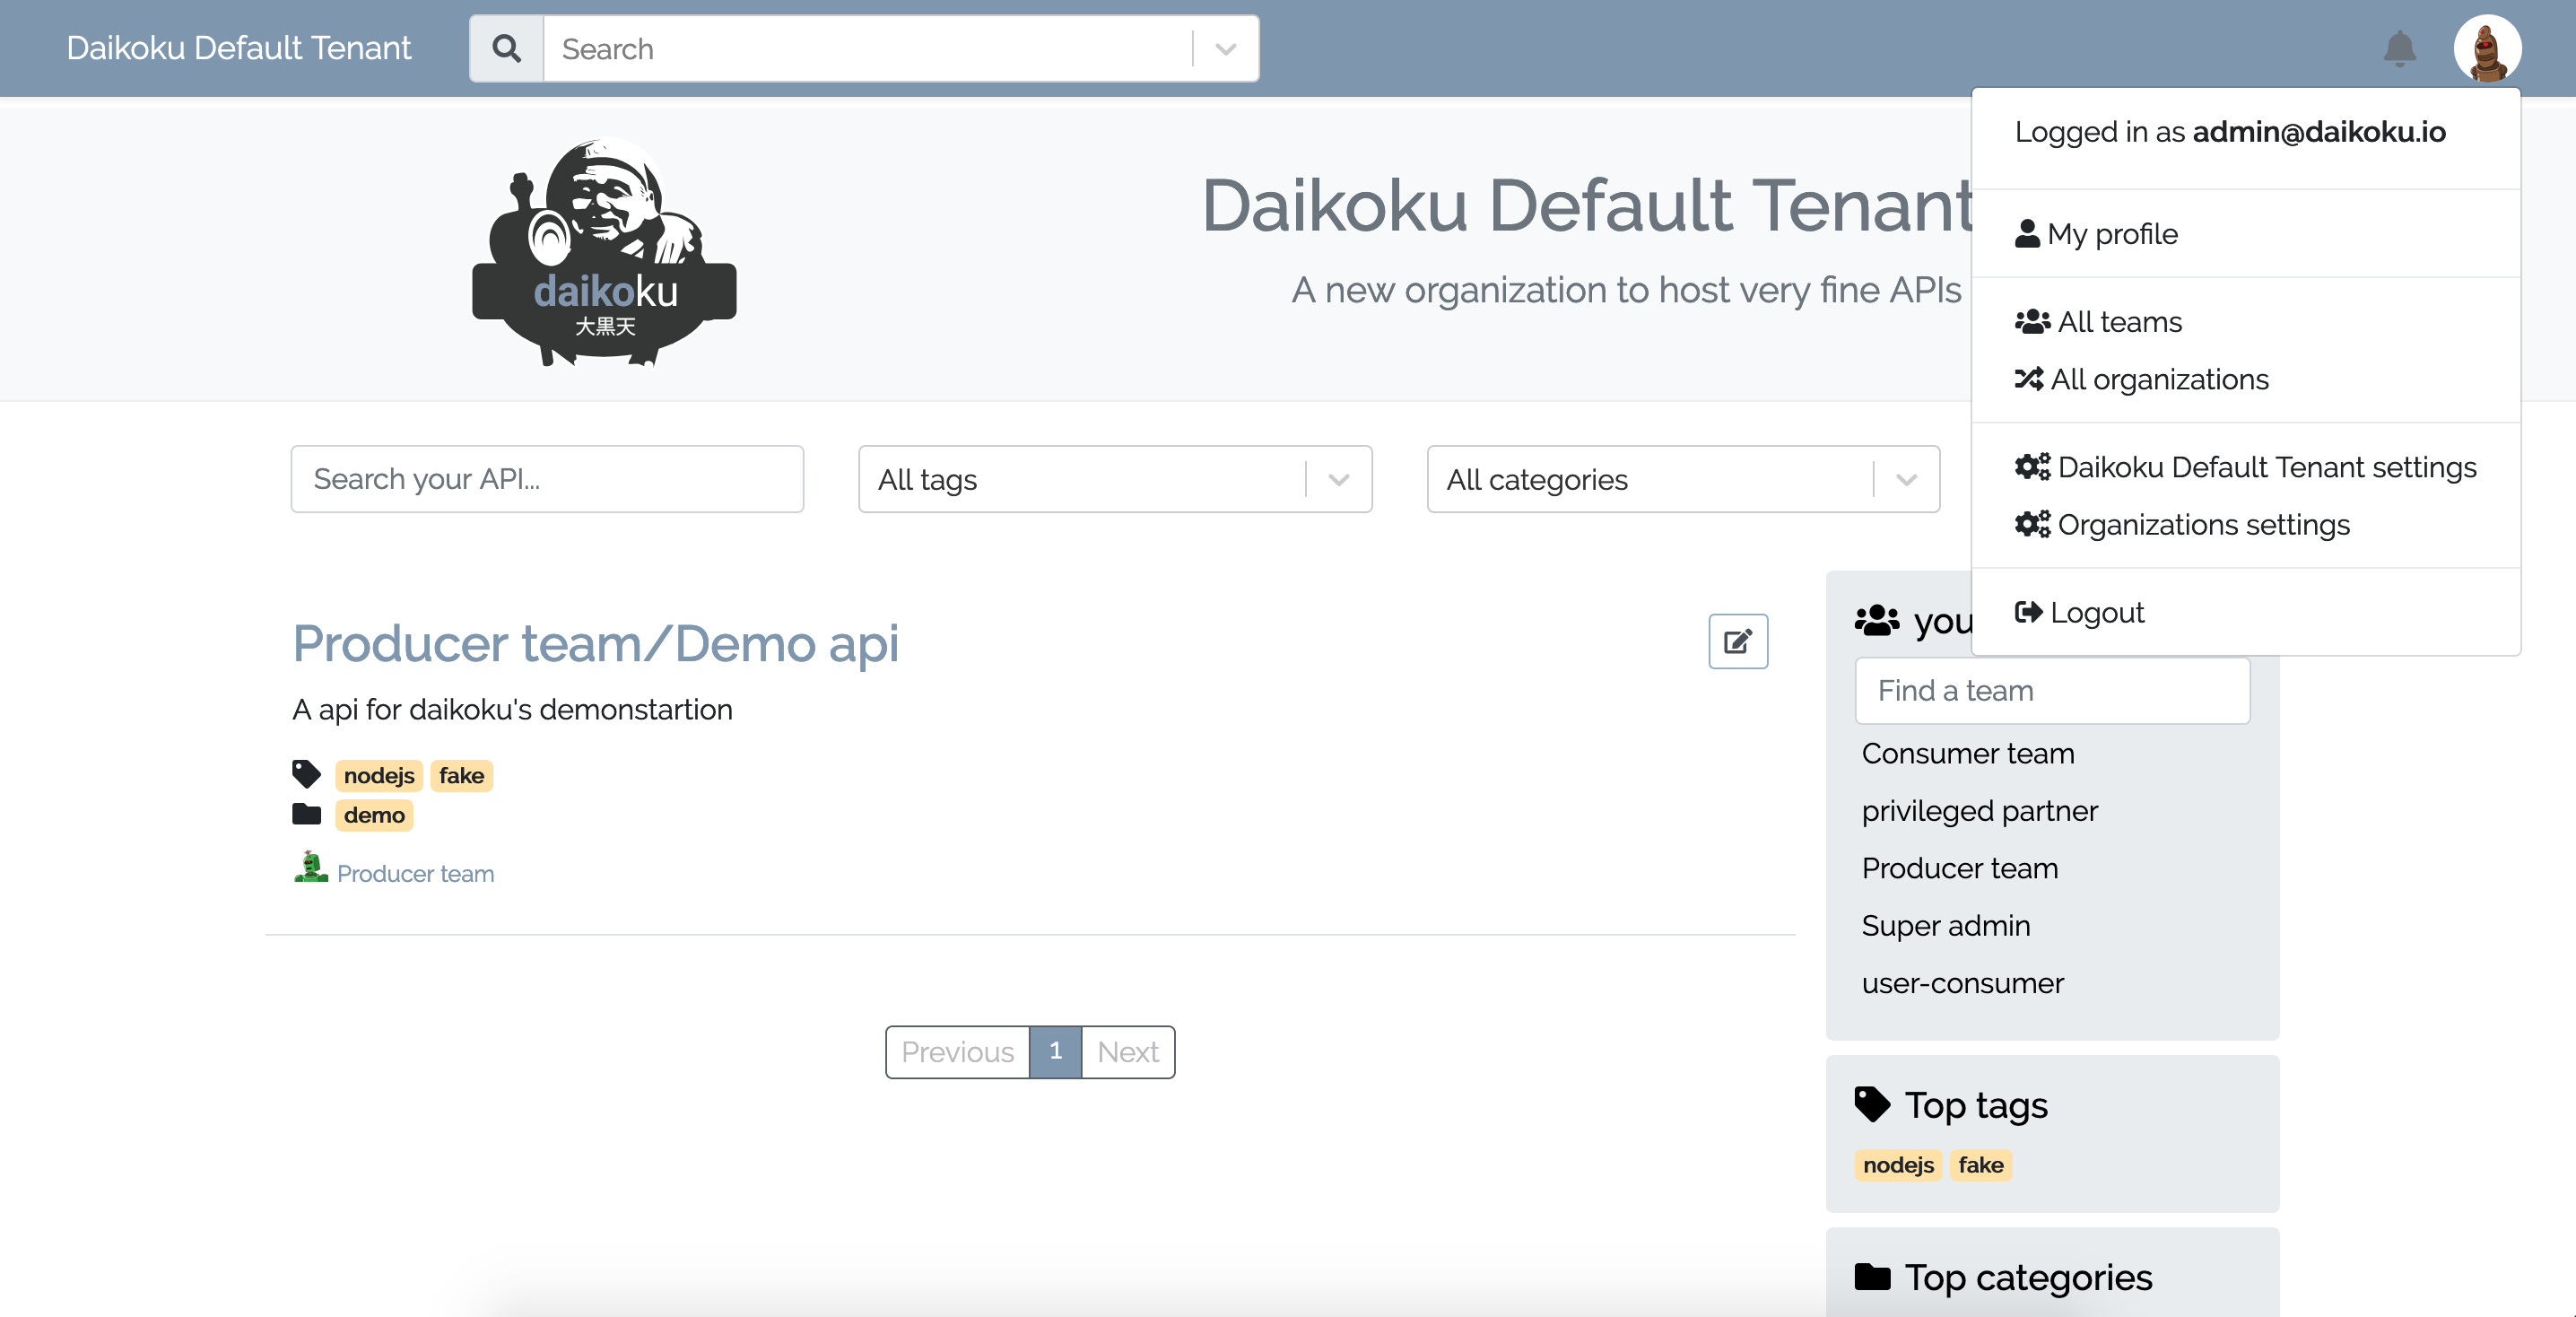 Daikoku Default Tenant
Search
Logged in as admin@daikoku.io
My profile
All teams
All organizations
Daikoku Default Tenant settings
Organizations settings
Logout
daikoku
大黒天
Daikoku Default Tenant
A new organization to host very fine APIs
Search your API...
All tags
All categories
Producer team/Demo api
A api for daikoku's demonstartion
nodejs fake
demo
Producer team
Previous 1 Next
you
Find a team
Consumer team
privileged partner
Producer team
Super admin
user-consumer
Top tags
nodejs fake
Top categories